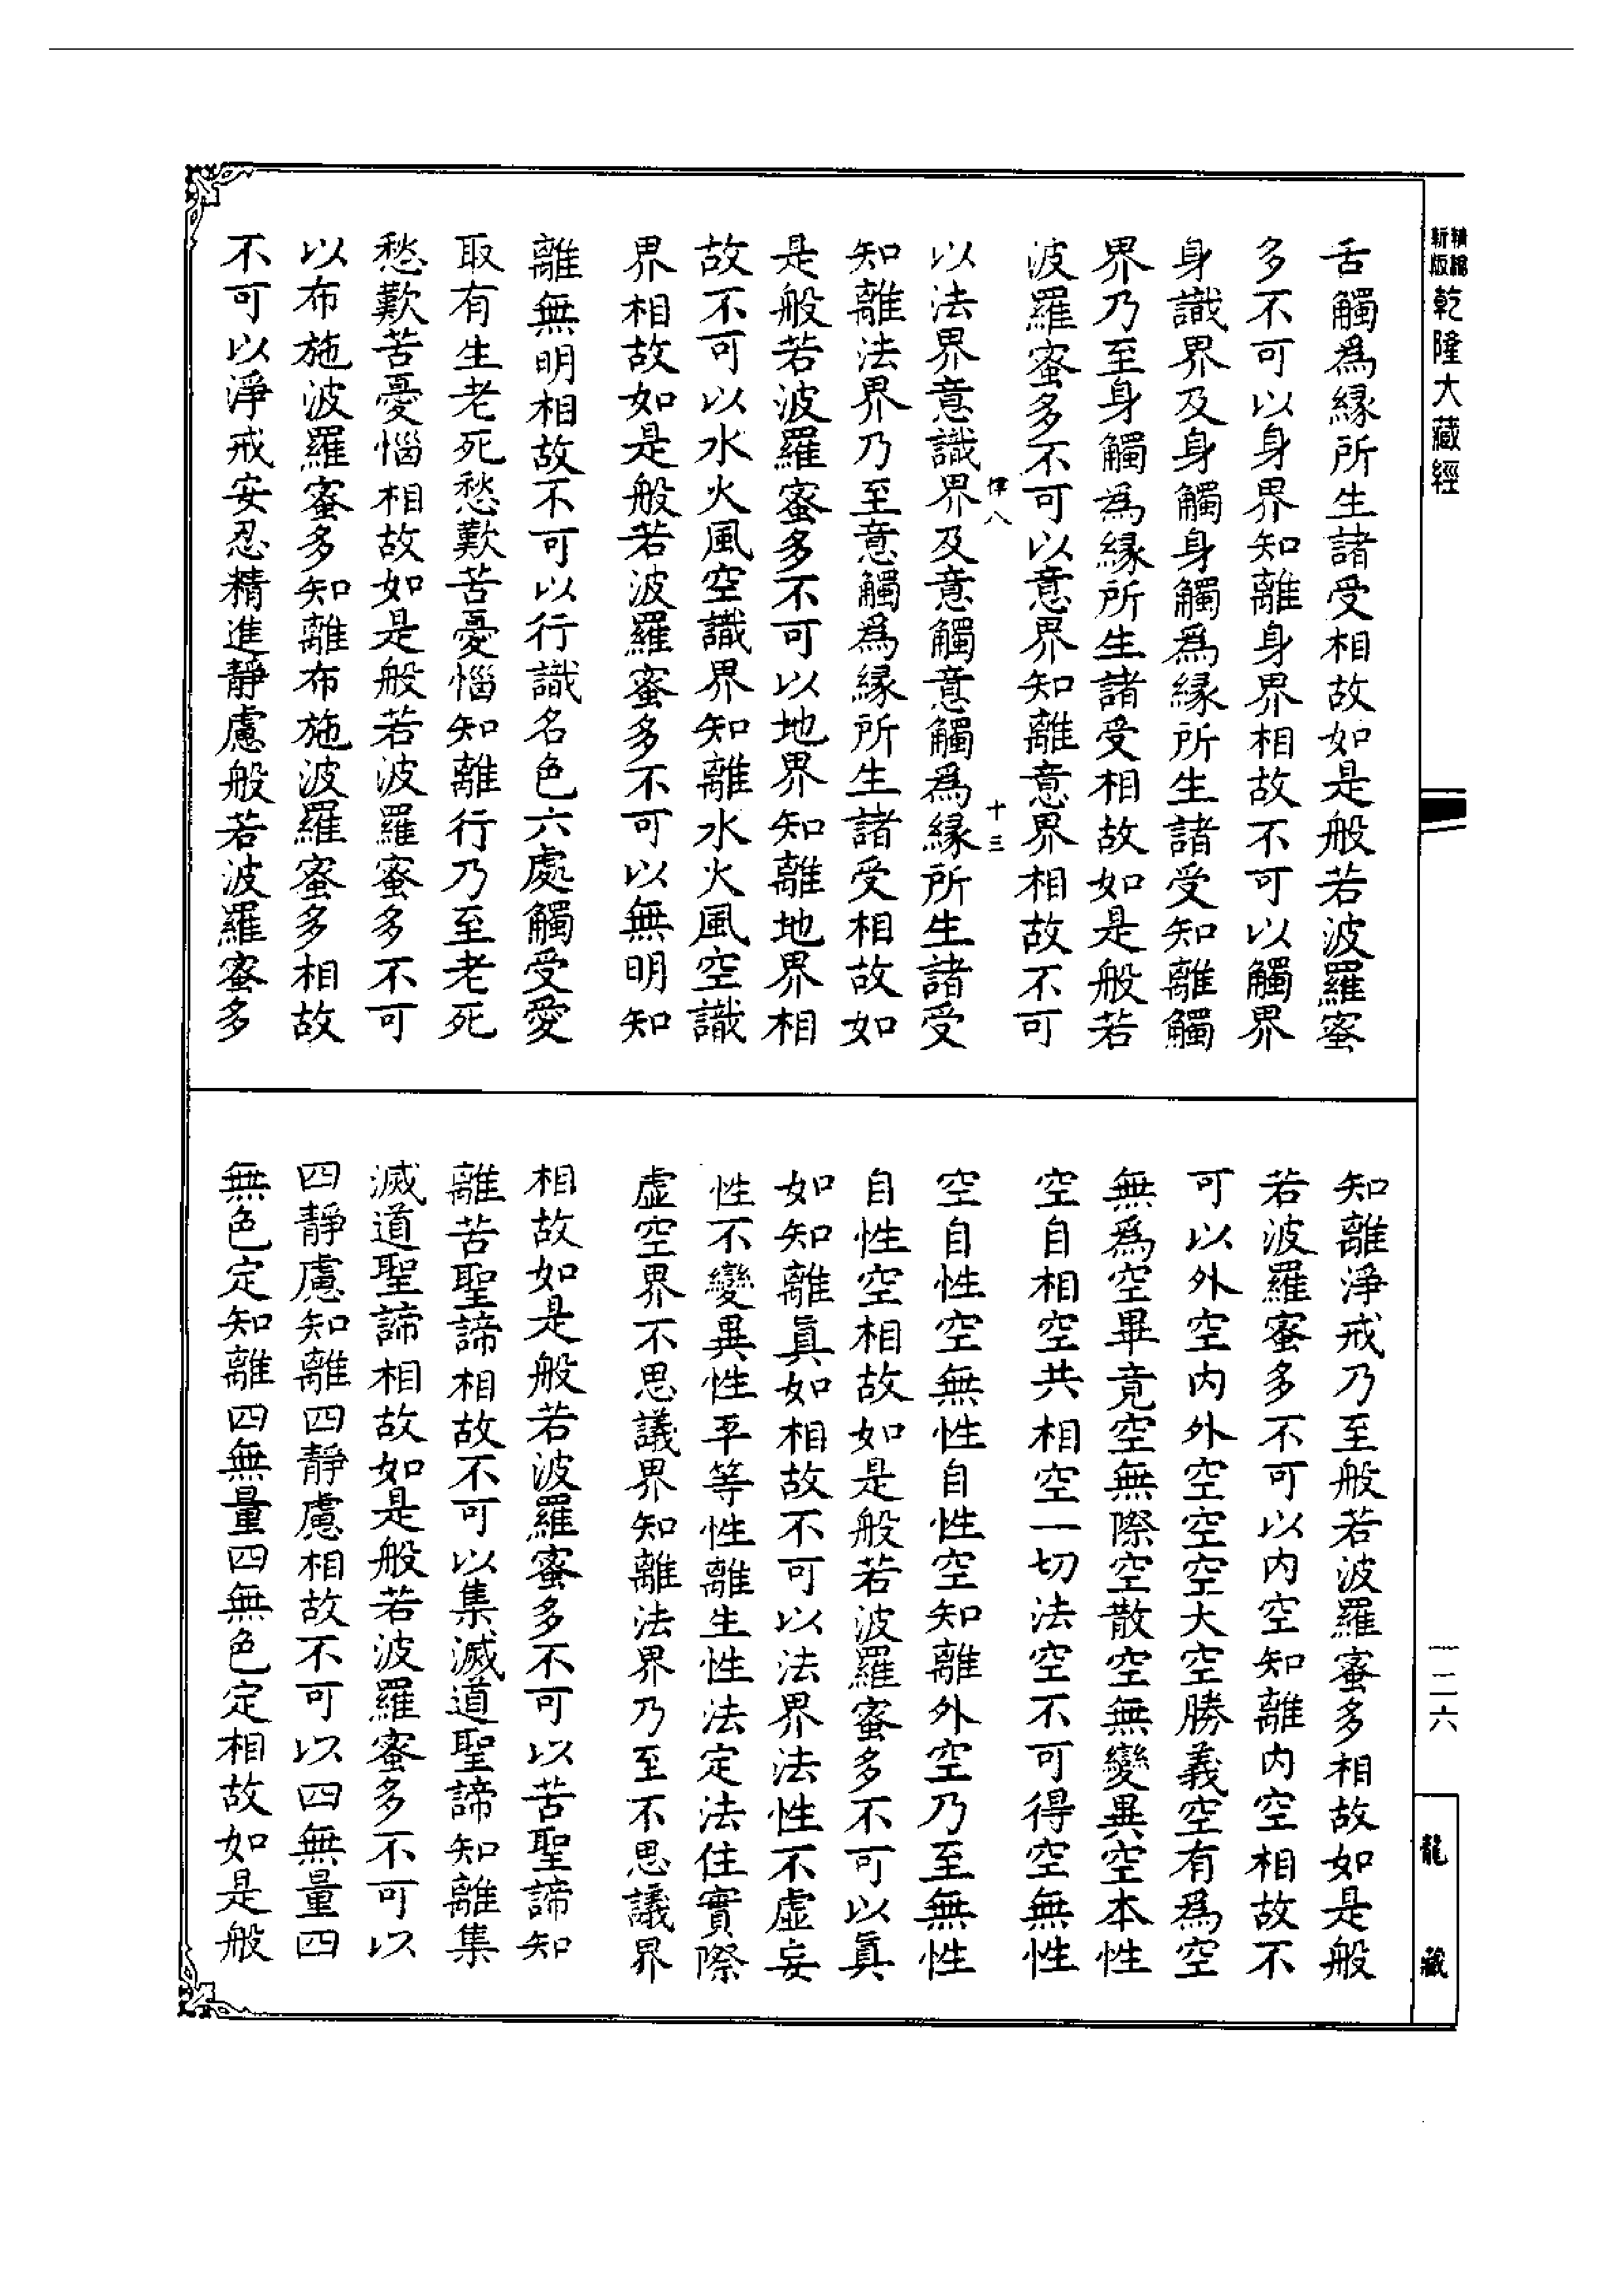 精縮新版乾隆大藏經
舌觸爲緣所生諸受相故如是般若波羅蜜
多不可以身界知離身界相故不可以觸界
身識界及身觸身觸爲緣所生諸受知離觸
界乃至身觸爲緣所生諸受相故如是般若
波羅蜜多不可以意界知離意界相故不可
十三
以法界意識界及意觸意觸爲緣所生諸受
知離法界乃至意觸爲緣所生諸受相故如
是般若波羅蜜多不可以地界知離地界相
故不可以水火風空識界知離水火風空識
界相故如是般若波羅蜜多不可以無明知
離無明相故不可以行識名色六處觸受愛
取有生老死愁歎苦憂惱知離行乃至老死
愁歎苦憂惱相故如是般若波羅蜜多不可
以布施波羅蜜多知離布施波羅蜜多相故
不可以淨戒安忍精進靜慮般若波羅蜜多
知離淨戒乃至般若波羅蜜多相故如是般
若波羅蜜多不可以内空知離内空相故不
可以外空内外空空空大空勝義空有爲空
無爲空畢竟空無際空散空無變異空本性
空自相空共相空一切法空不可得空無性
空自性空無性自性空知離外空乃至無性
自性空相故如是般若波羅蜜多不可以真
如知離真如相故不可以法界法性不虛妄
性不變異性平等性離生性法定法住實際
虛空界不思議界知離法界乃至不思議界
相故如是般若波羅蜜多不可以苦聖諦知
離苦聖諦相故不可以集滅道聖諦知離集
滅道聖諦相故如是般若波羅蜜多不可以
四靜慮知離四靜慮相故不可以四無量四
無色定知離四無量四無色定相故如是般
一二六
龍藏